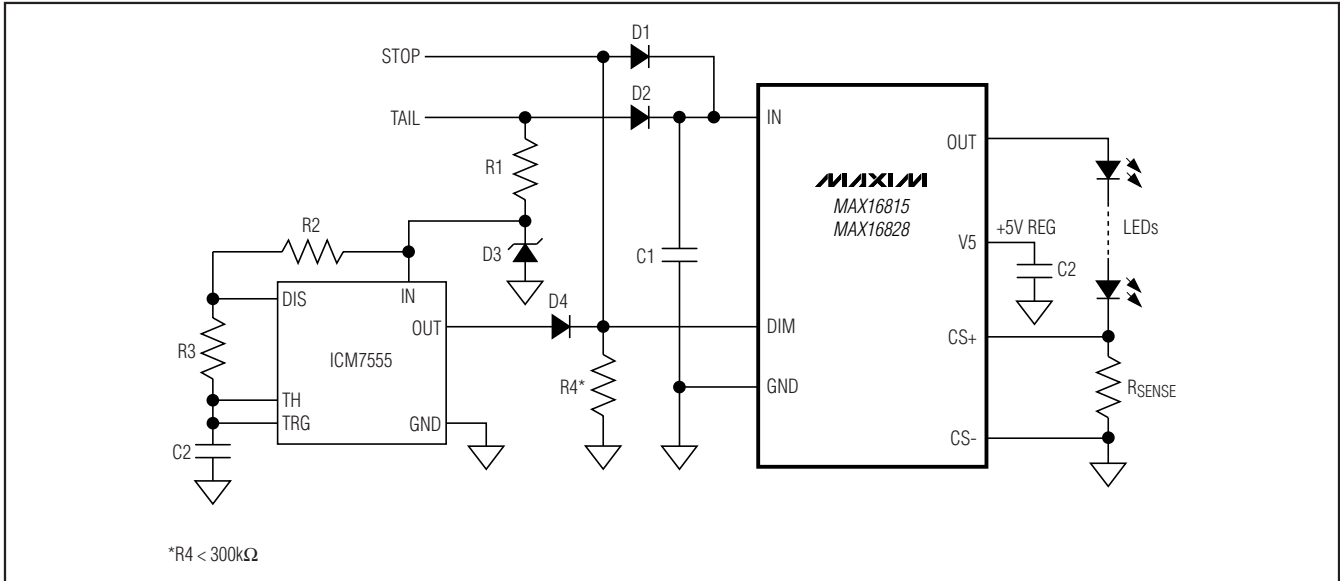 D1
STOP
D2
TAIL
IN
OUT
R1
MAXIM
MAX16815
MAX16828
R2
+5V REG
LEDs
D3
C1
V5
C2
DIS
IN
D4
OUT
DIM
R3
ICM7555
CS+
R4*
GND
RSENSE
TH
TRG
GND
C2
CS-
*R4 < 300kΩ